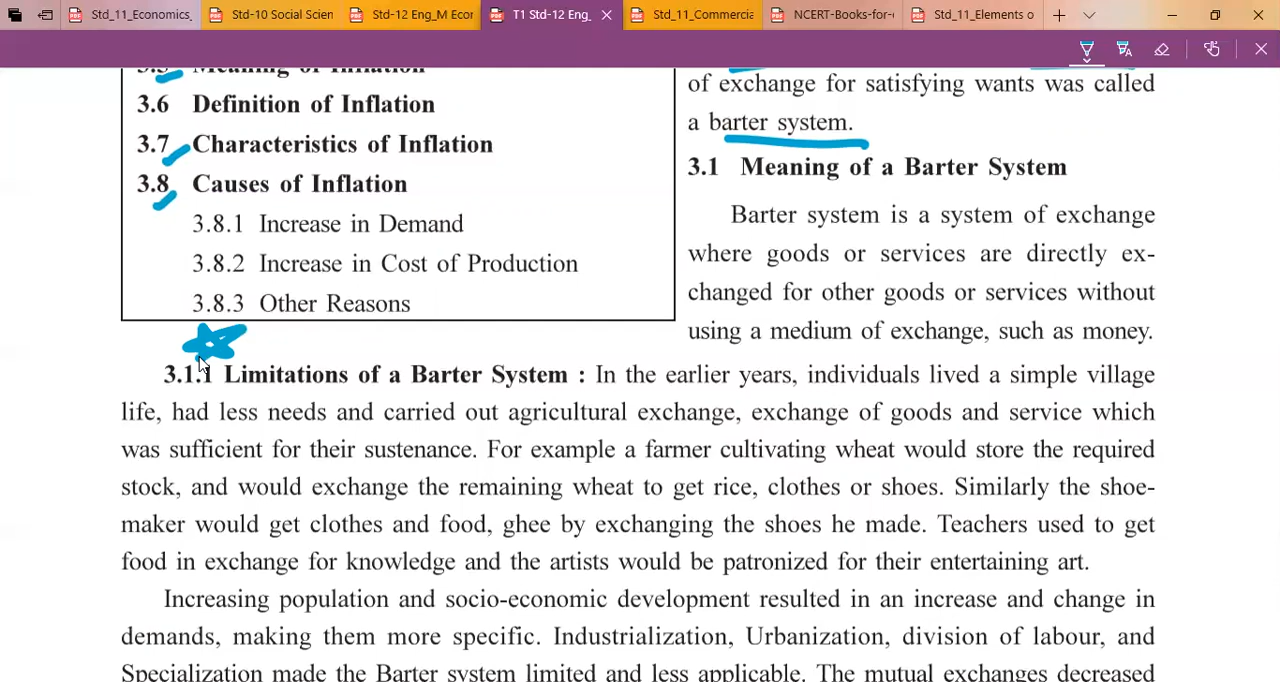 Std_11_Economics_
Std-10 Social Scien
Std-12 Eng_M Econ
T1 Std-12 Eng_
Std_11_Commercia
NCERT-Books-for-
Std_11_Elements o
3.5 Meaning of Inflation
3.6 Definition of Inflation
3.7 Characteristics of Inflation
3.8 Causes of Inflation
3.8.1 Increase in Demand
3.8.2 Increase in Cost of Production
3.8.3 Other Reasons
of exchange for satisfying wants was called
a barter system.
3.1 Meaning of a Barter System
Barter system is a system of exchange
where goods or services are directly ex-
changed for other goods or services without
using a medium of exchange, such as money.
3.1.1 Limitations of a Barter System : In the earlier years, individuals lived a simple village
life, had less needs and carried out agricultural exchange, exchange of goods and service which
was sufficient for their sustenance. For example a farmer cultivating wheat would store the required
stock, and would exchange the remaining wheat to get rice, clothes or shoes. Similarly the shoe-
maker would get clothes and food, ghee by exchanging the shoes he made. Teachers used to get
food in exchange for knowledge and the artists would be patronized for their entertaining art.
Increasing population and socio-economic development resulted in an increase and change in
demands, making them more specific. Industrialization, Urbanization, division of labour, and
Specialization made the Barter system limited and less applicable. The mutual exchanges decreased